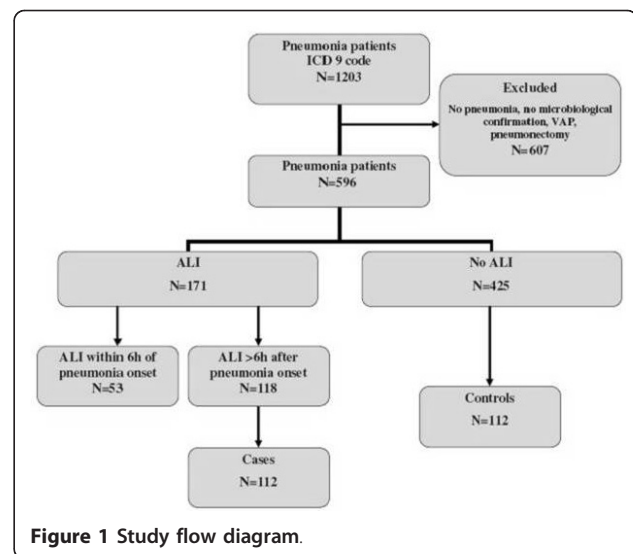 Pneumonia patients
ICD 9 code
N=1203
Excluded
No pneumonia, no microbiological
confirmation, VAP,
pneumonectomy
N=607
Pneumonia patients
N=596
ALI
N=171
No ALI
N=425
ALI within 6h of
pneumonia onset
N=53
ALI >6h after
pneumonia onset
N=118
Controls
N=112
Cases
N=112
Figure 1 Study flow diagram.